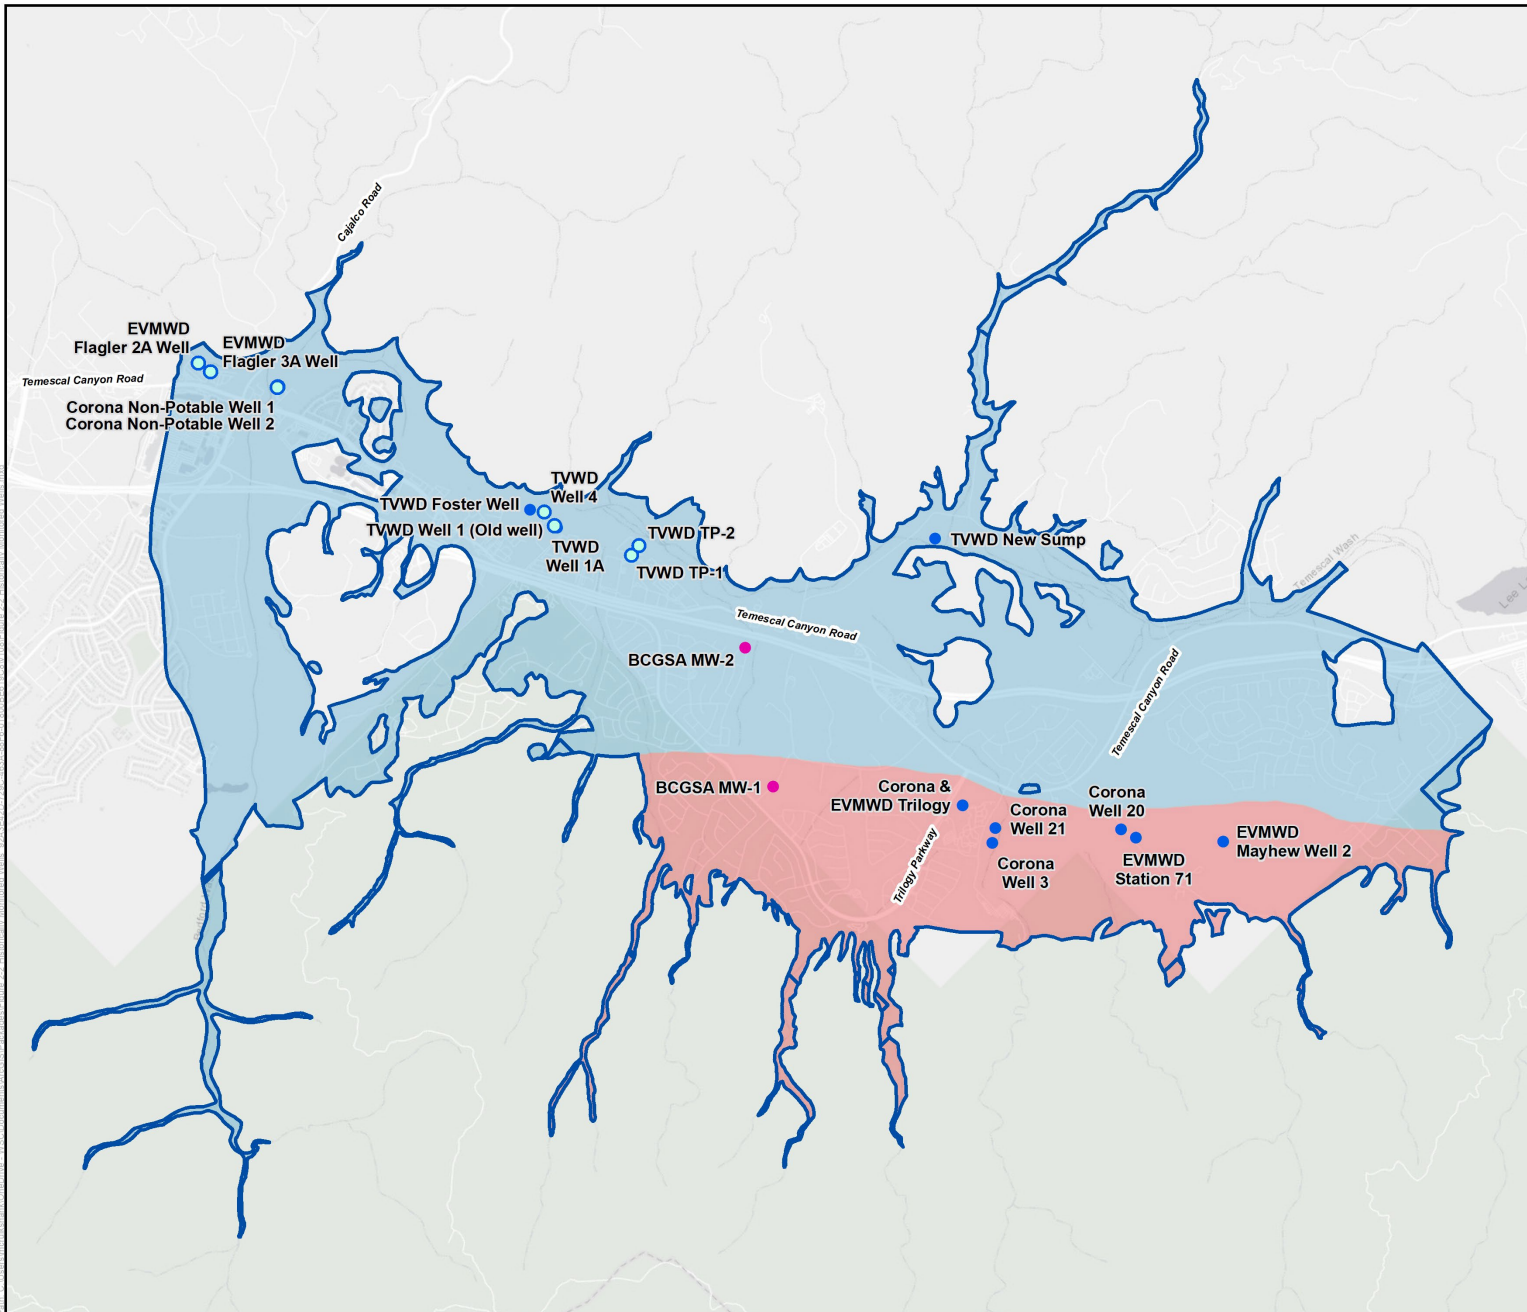 Cajalco Road
EVMWD
Flagler 2A Well
EVMWD
Flagler 3A Well
Temescal Canyon Road
Corona Non-Potable Well 1
Corona Non-Potable Well 2
TVWD
Well 4
TVWD Foster Well
TVWD Well 1 (Old well)
TVWD
Well 1A
TVWD TP-2
TVWD TP-1
TVWD New Sump
Temescal Wash
Lee L
Temescal Canyon Road
BCGSA MW-2
Temescal Canyon Road
BCGSA MW-1
Corona &
EVMWD Trilogy
Corona
Well 21
Corona
Well 20
EVMWD
Mayhew Well 2
Corona
Well 3
EVMWD
Station 71
Trilogy Parkway